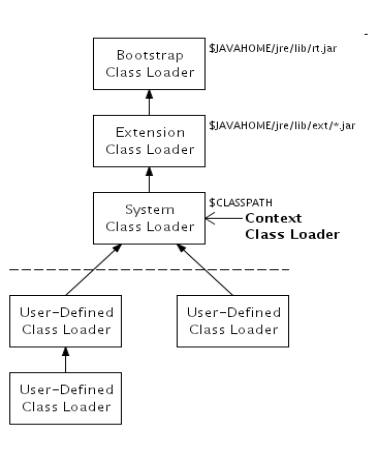 Bootstrap
Class Loader
$JAVAHOME/jre/lib/rt.jar
Extension
Class Loader
$JAVAHOME/jre/lib/ext/*.jar
System
Class Loader
$CLASSPATH
Context
Class Loader
User-Defined
Class Loader
User-Defined
Class Loader
User-Defined
Class Loader